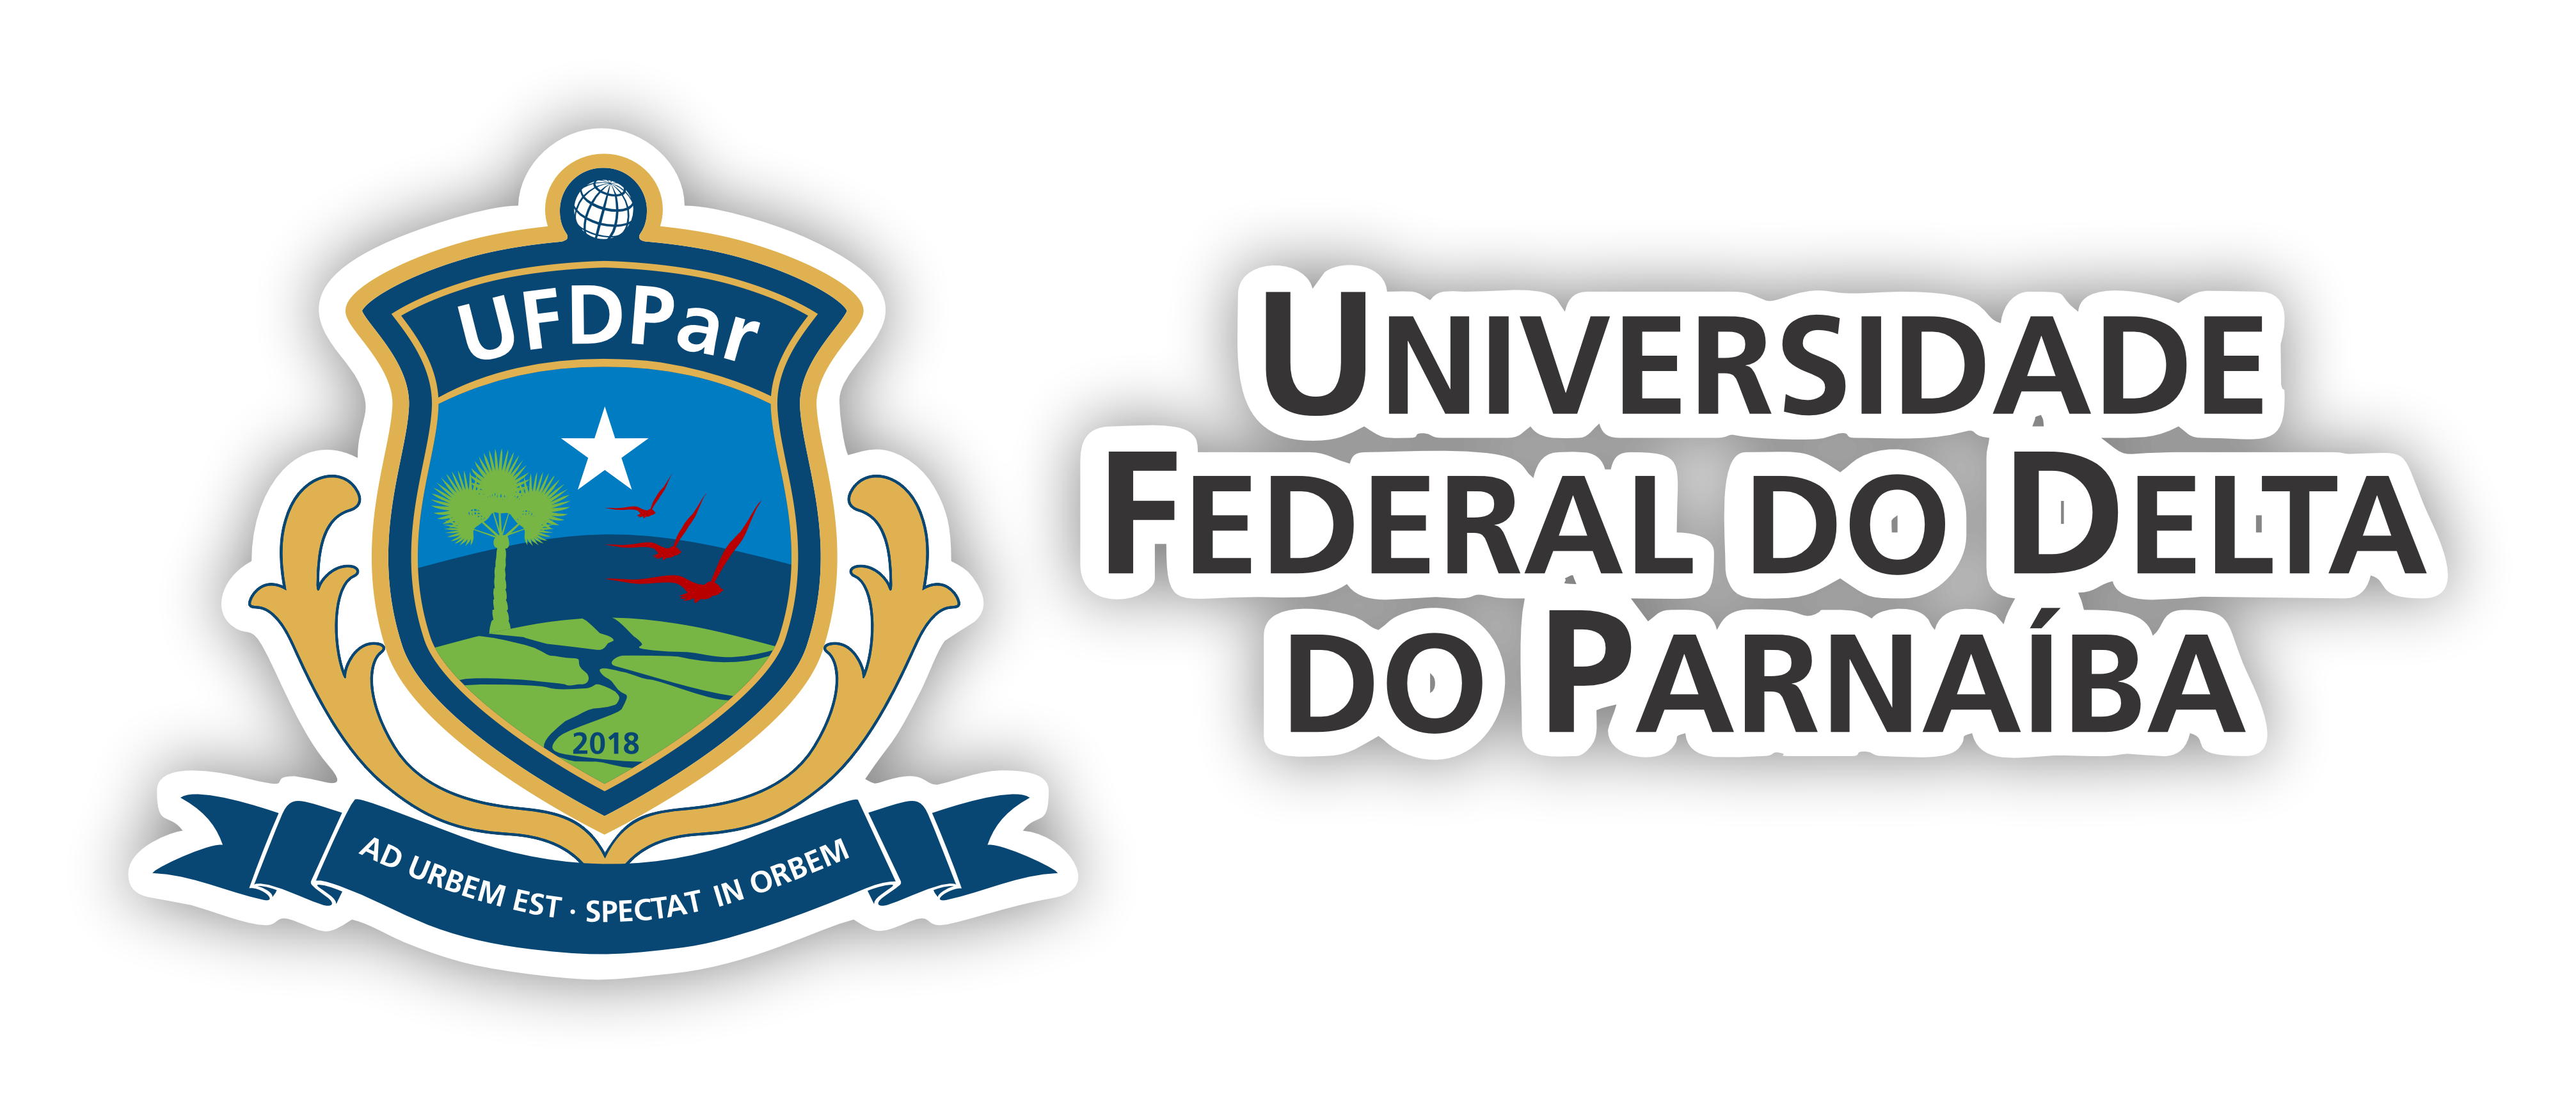 UFDPar
2018
AD URBEM EST · SPECTAT IN ORBEM
UNIVERSIDADE
FEDERAL DO DELTA
DO PARNAÍBA